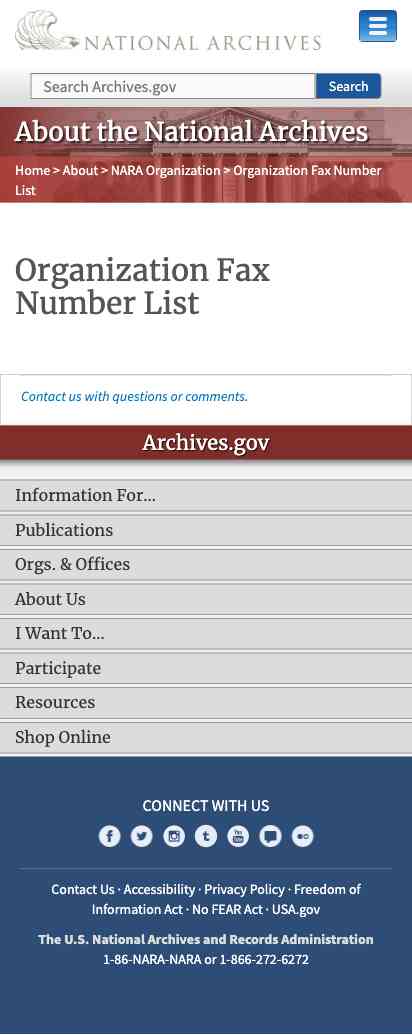 NATIONAL ARCHIVES
Search Archives.gov
Search
About the National Archives
Home > About > NARA Organization > Organization Fax Number
List
Organization Fax
Number List
Contact us with questions or comments.
Archives.gov
Information For...
Publications
Orgs. & Offices
About Us
I Want To...
Participate
Resources
Shop Online
CONNECT WITH US
Contact Us · Accessibility · Privacy Policy · Freedom of
Information Act · No FEAR Act · USA.gov
The U.S. National Archives and Records Administration
1-86-NARA-NARA or 1-866-272-6272